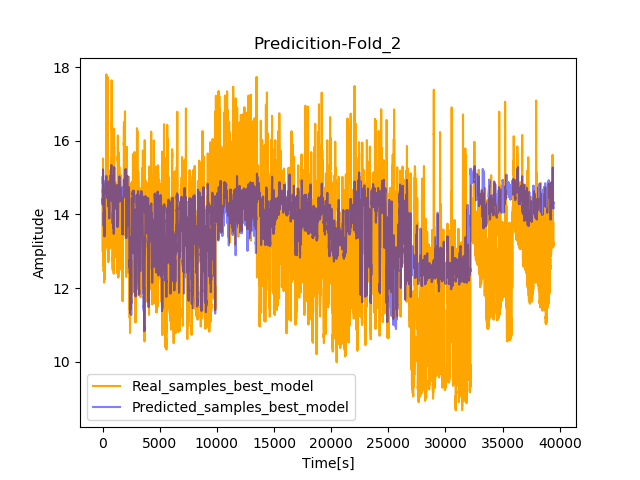 Predicition-Fold_2
18
16
14
12
10
Amplitude
Real_samples_best_model
Predicted_samples_best_model
0 5000 10000 15000 20000 25000 30000 35000 40000
Time[s]